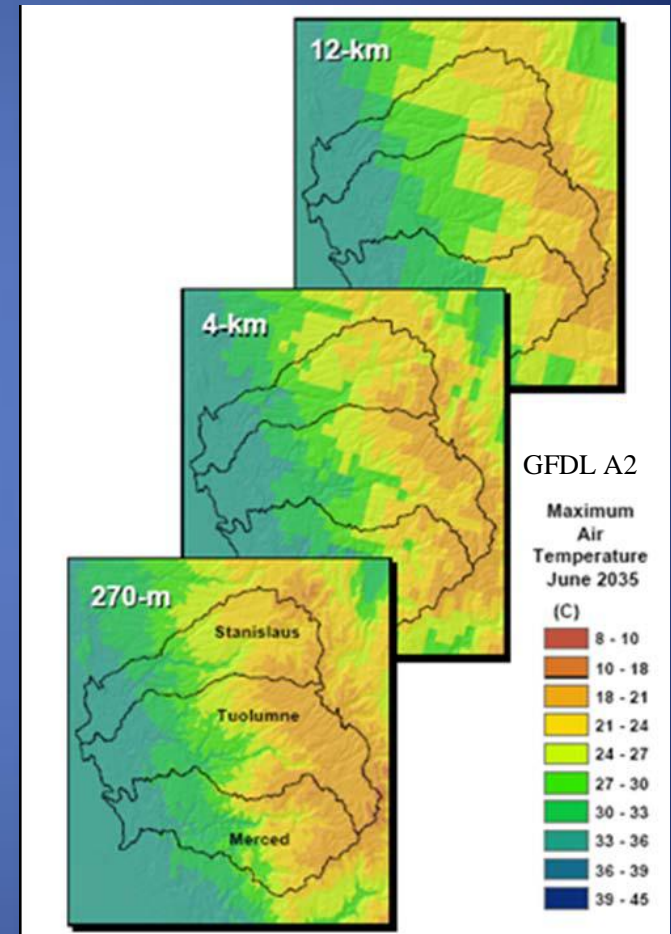 12-km
4-km
GFDL A2
Maximum
Air
Temperature
June 2035
(C)
8 - 10
10 - 18
18 - 21
21 - 24
24 - 27
27 - 30
30 - 33
33 - 36
36 - 39
39 - 45
270-m
Stanislaus
Tuolumne
Merced